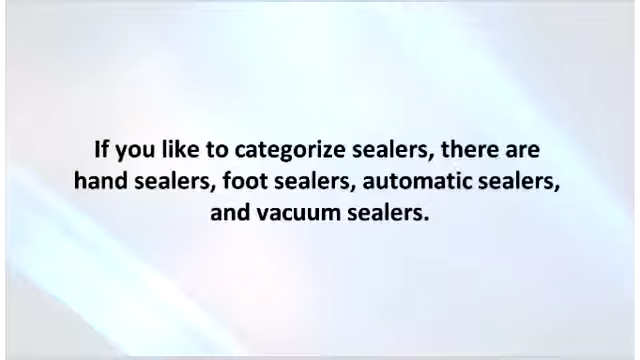 If you like to categorize sealers, there are
hand sealers, foot sealers, automatic sealers,
and vacuum sealers.